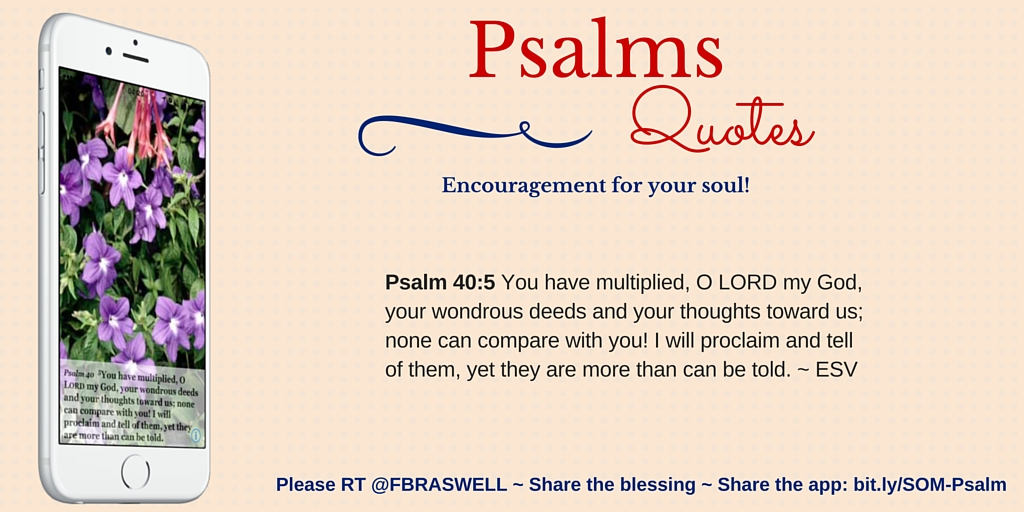 Psalms
Quotes
Encouragement for your soul!
Psalm 40:5 You have multiplied, O LORD my God,
your wondrous deeds and your thoughts toward us;
none can compare with you! I will proclaim and tell
of them, yet they are more than can be told. ~ ESV
Psalm 40 ⁵You have multiplied, O
LORD my God, your wondrous deeds
and your thoughts toward us; none
can compare with you! I will
proclaim and tell of them, yet they
are more than can be told.
Please RT @FBRASWELL ~ Share the blessing ~ Share the app: bit.ly/SOM-Psalm